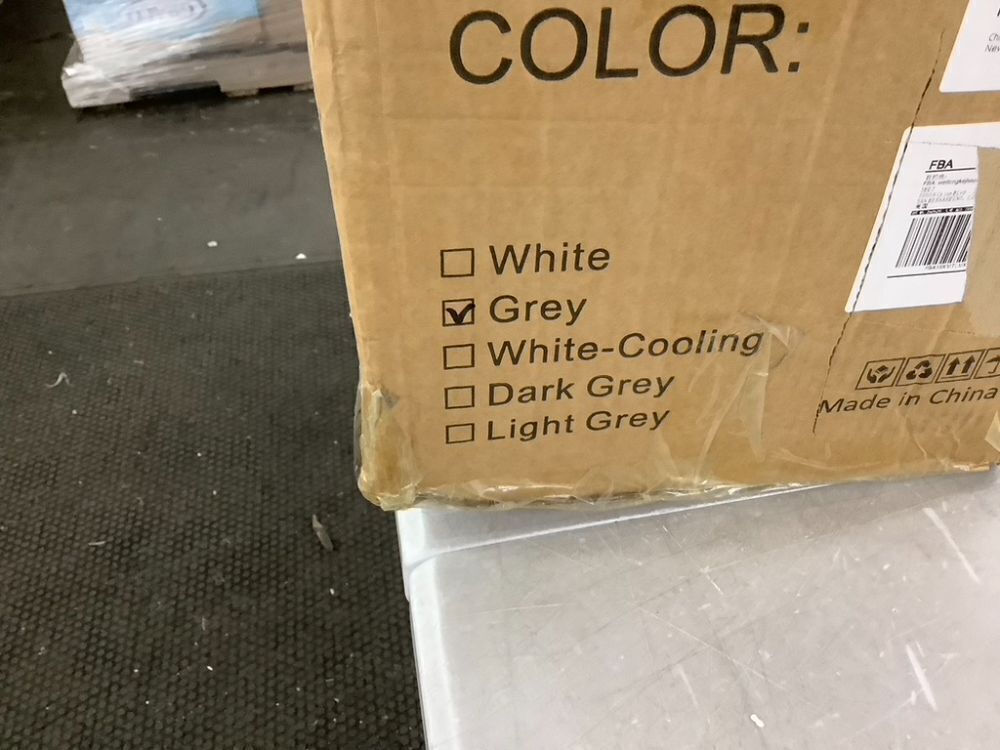 COLOR:
White
Grey
White-Cooling
Dark Grey
Light Grey
FBA
Made in China